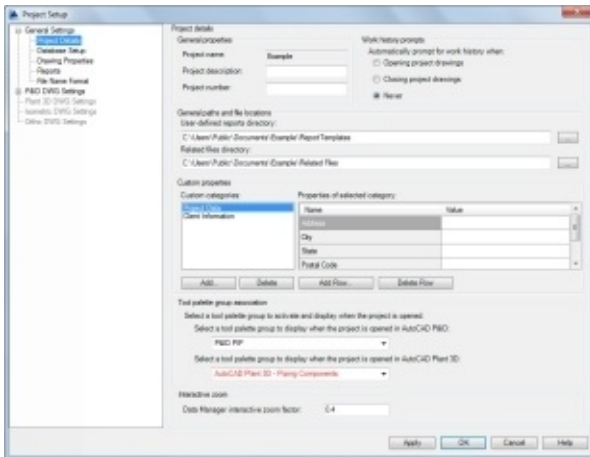 Project Setup
General Settings
Project Details
Database Setup
Drawing Properties
Reports
File Name Format
P&ID DWG Settings
Plant 3D DWG Settings
Isometric DWG Settings
Ortho DWG Settings
Project details
General properties
Project name:
Example
Project description:
Project number:
Work history prompts
Automatically prompt for work history when:
Opening project drawings
Closing project drawings
Never
General paths and file locations
User-defined reports directory:
C:\Users\Public\Documents\Example\ReportTemplates
...
Related files directory:
C:\Users\Public\Documents\Example\Related Files
...
Custom properties
Custom categories:
Project Data
Client Information
Properties of selected category:
Name Value
Address
City
State
Postal Code
Add... Delete Add Row... Delete Row
Tool palette group association
Select a tool palette group to activate and display when the project is opened.
Select a tool palette group to display when the project is opened in AutoCAD P&ID:
P&ID PIP
Select a tool palette group to display when the project is opened in AutoCAD Plant 3D:
AutoCAD Plant 3D - Piping Components
Interactive zoom
Data Manager interactive zoom factor: 0.4
Apply OK Cancel Help